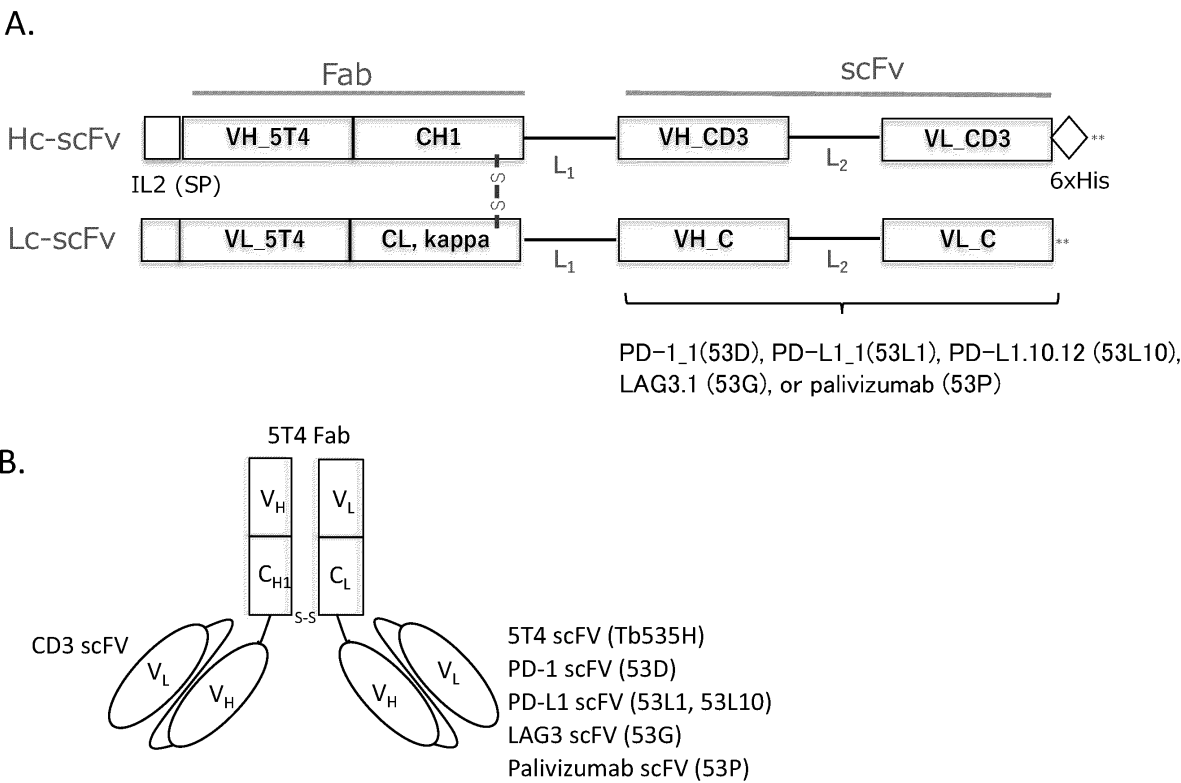 A.
Fab scFv
Hc-scFv VH_5T4 CH1 L1 VH_CD3 L2 VL_CD3 **
IL2 (SP) S 6xHis
S
Lc-scFv VL_5T4 CL, kappa L1 VH_C L2 VL_C **
PD-1_1(53D), PD-L1_1(53L1), PD-L1.10.12 (53L10),
LAG3.1 (53G), or palivizumab (53P)
B.
5T4 Fab
VH VL
CH1 CL
S-S
CD3 scFV VL VH VH VL
5T4 scFV (Tb535H)
PD-1 scFV (53D)
PD-L1 scFV (53L1, 53L10)
LAG3 scFV (53G)
Palivizumab scFV (53P)